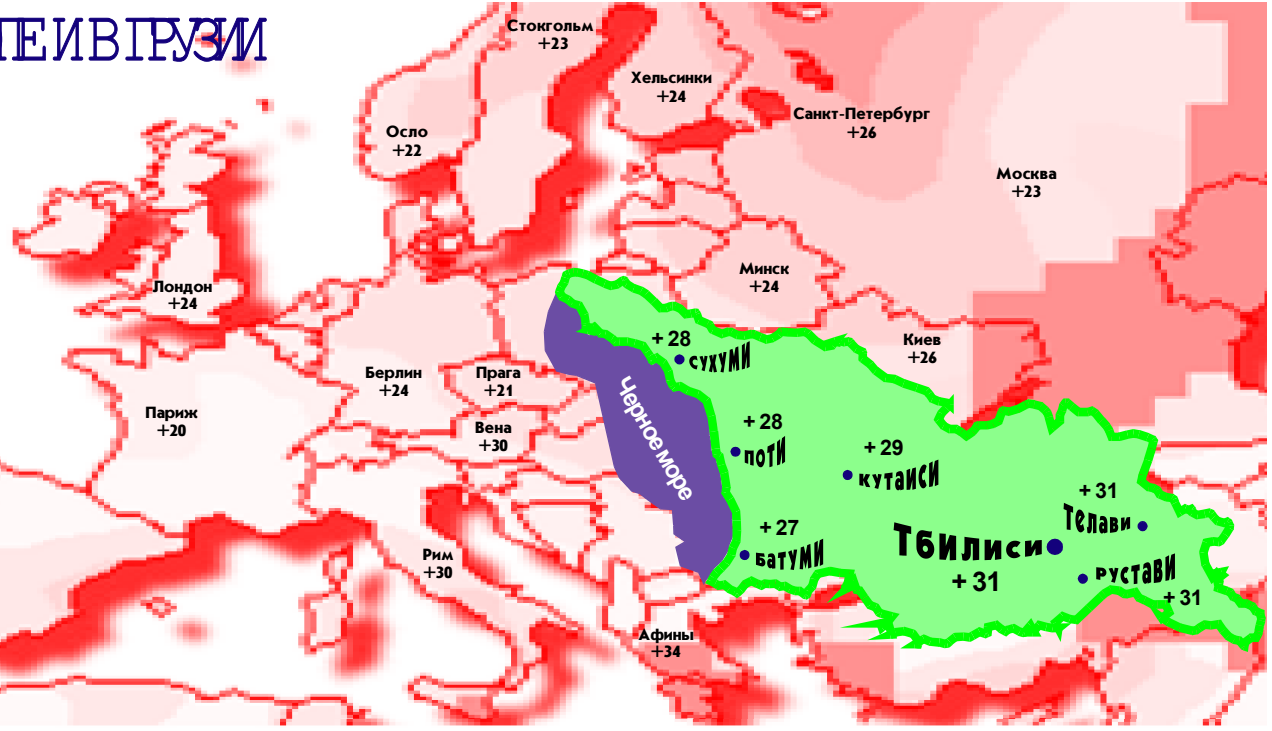 Стокгольм
+23
Хельсинки
+24
Санкт-Петербург
+26
Осло
+22
Москва
+23
Лондон
+24
Минск
+24
Киев
+26
+28
СУХУМИ
Берлин
+24
Прага
+21
Париж
+20
Вена
+30
Черное море
+28
ПОТИ
+29
КУТАИСИ
+31
Телави
+27
БАТУМИ
Тбилиси
+31
РУСТАВИ
+31
Рим
+30
Афины
+34